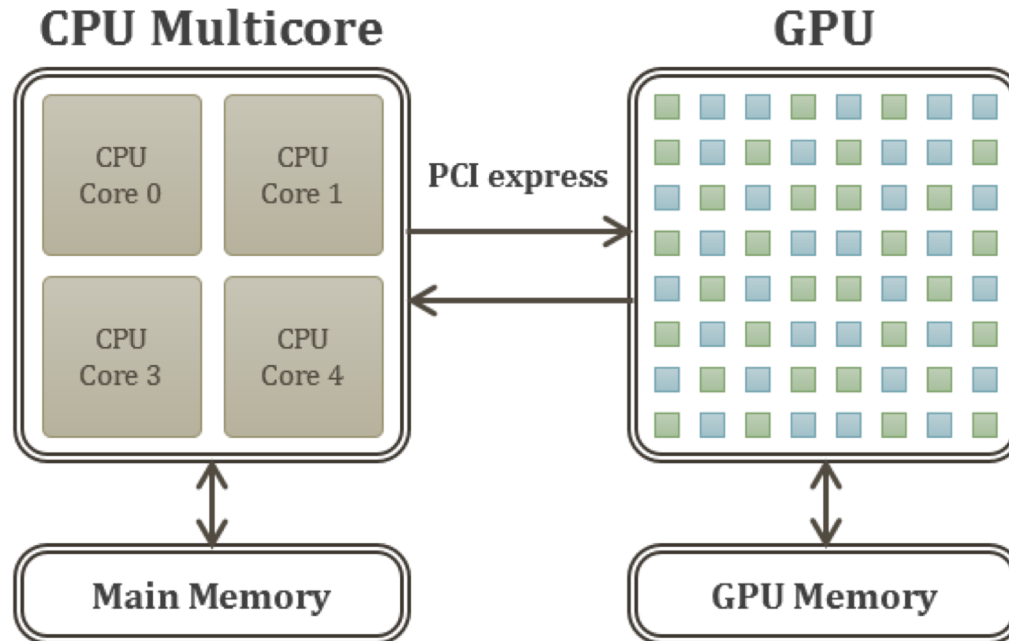 CPU Multicore
GPU
CPU
Core 0
CPU
Core 1
PCI express
CPU
Core 3
CPU
Core 4
Main Memory
GPU Memory